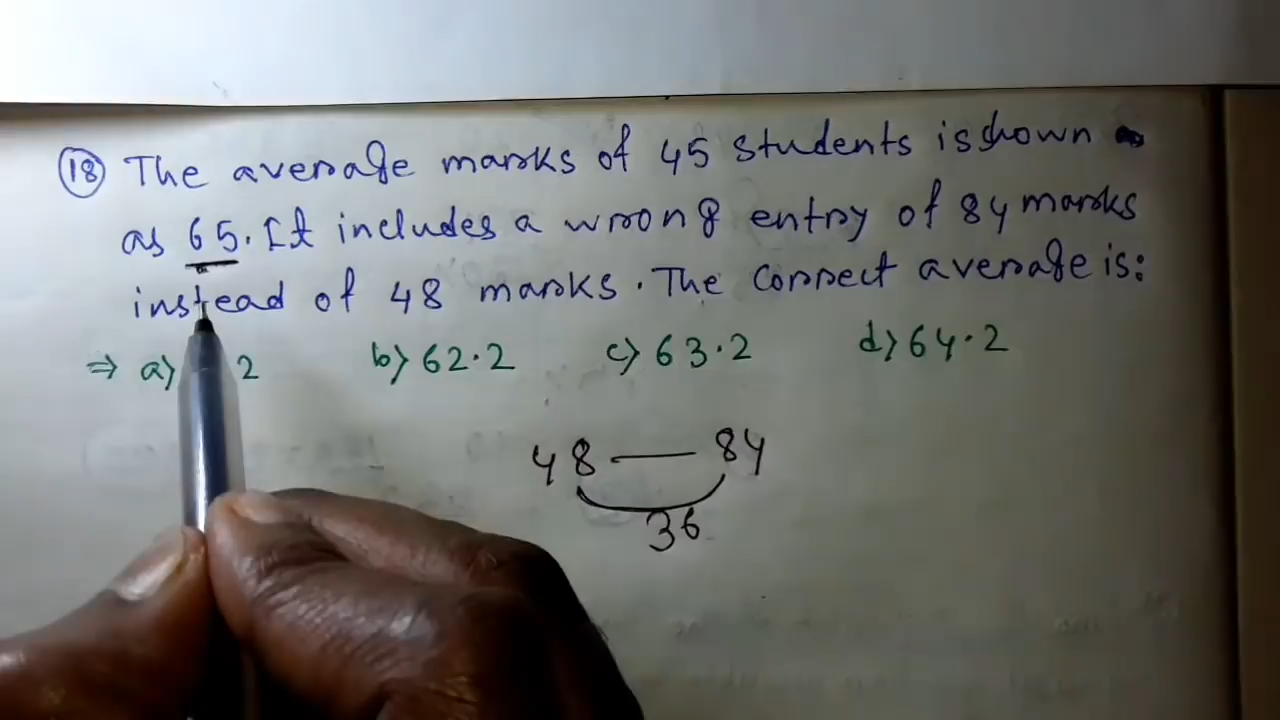 18 The average marks of 45 students is shown
as 65. It includes a wrong entry of 84 marks
instead of 48 marks. The correct average is:
⇒ a) 2 b) 62.2 c) 63.2 d) 64.2
48 — 84
36